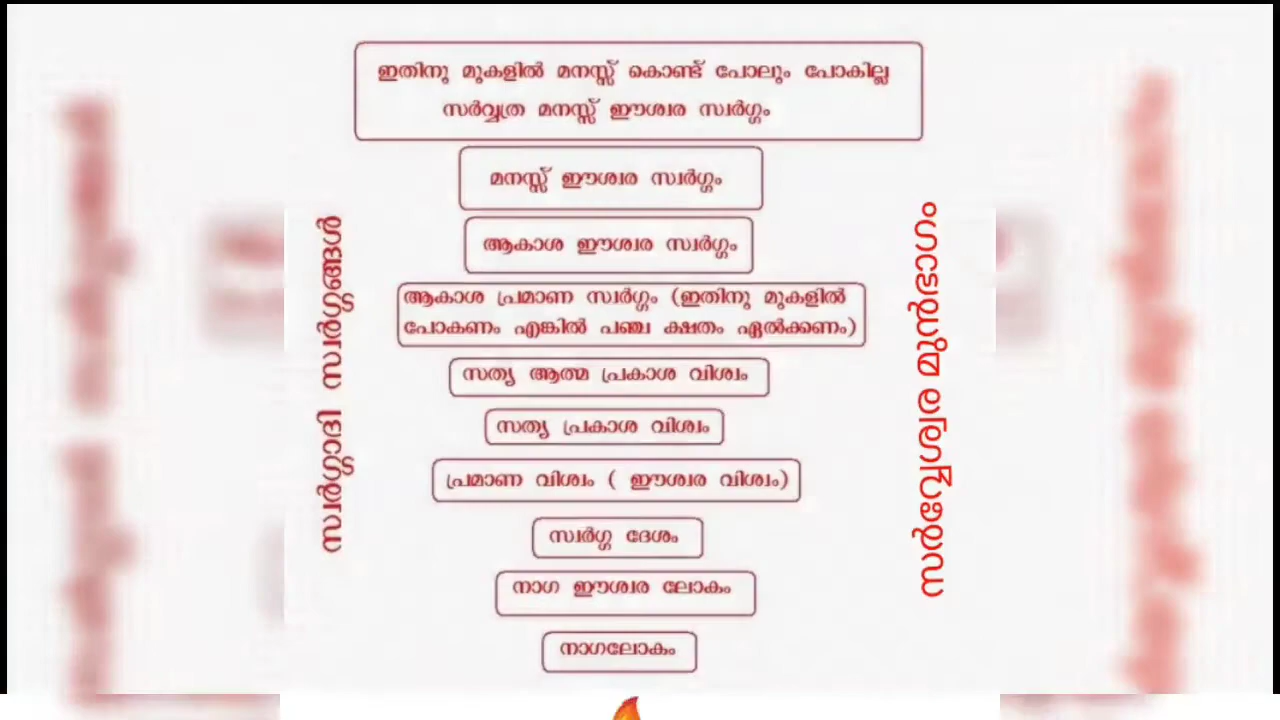 ഇതിനു മുകളിൽ മനസ്സ് കൊണ്ട് പോലും പോകില്ല
സർവ്വത്ര മനസ്സ് ഈശ്വര സ്വർഗ്ഗം
മനസ്സ് ഈശ്വര സ്വർഗ്ഗം
ആകാശ ഈശ്വര സ്വർഗ്ഗം
ആകാശ പ്രമാണ സ്വർഗ്ഗം (ഇതിനു മുകളിൽ
പോകണം എങ്കിൽ പഞ്ച ക്ഷതം ഏൽക്കണം)
സത്യ ആത്മ പ്രകാശ വിശ്വം
സത്യ പ്രകാശ വിശ്വം
പ്രമാണ വിശ്വം ( ഈശ്വര വിശ്വം)
സ്വർഗ്ഗ ദേശം
നാഗ ഈശ്വര ലോകം
നാഗലോകം
സ്വർഗ്ഗാദി സ്വർഗ്ഗങ്ങൾ
സർവ്വേശ്വര മുൻഭാഗം